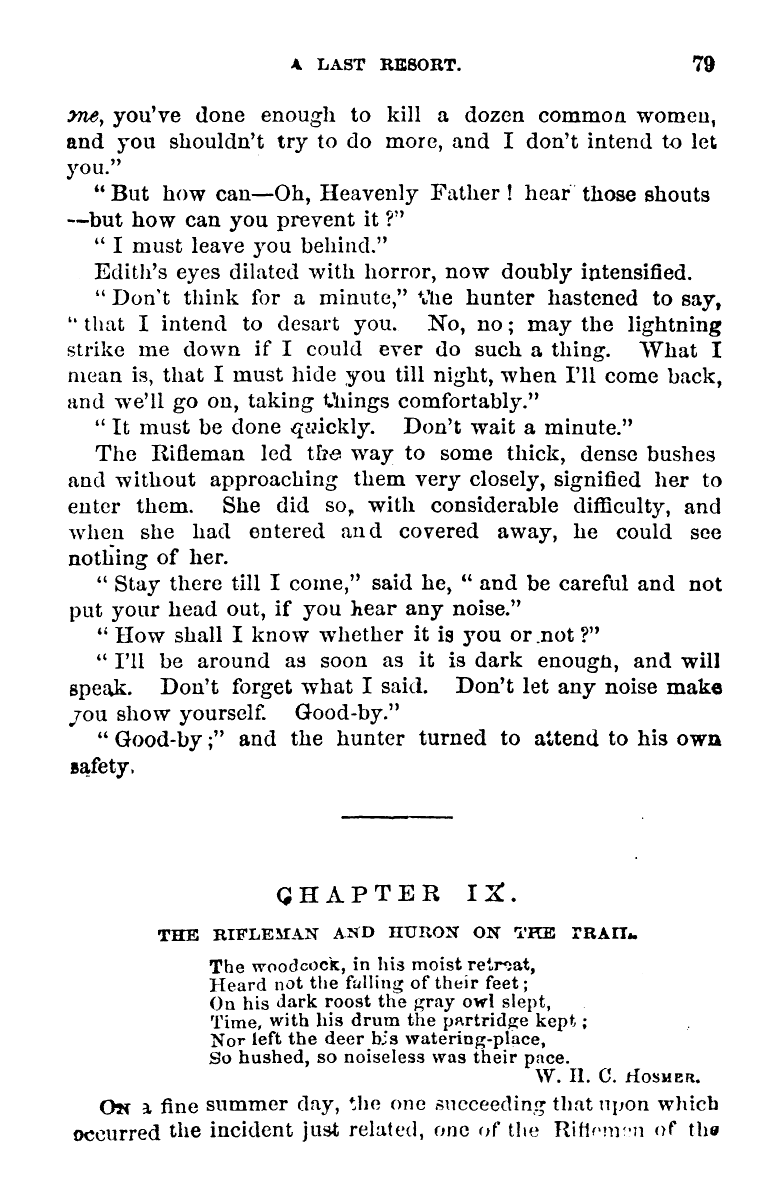 A LAST RESORT. 79
me, you've done enough to kill a dozen common women,
and you shouldn't try to do more, and I don't intend to let
you."
"But how can—Oh, Heavenly Father! hear those shouts
—but how can you prevent it?"
"I must leave you behind."
Edith's eyes dilated with horror, now doubly intensified.
"Don't think for a minute," the hunter hastened to say,
"that I intend to desart you. No, no; may the lightning
strike me down if I could ever do such a thing. What I
mean is, that I must hide you till night, when I'll come back,
and we'll go on, taking things comfortably."
"It must be done quickly. Don't wait a minute."
The Rifleman led the way to some thick, dense bushes
and without approaching them very closely, signified her to
enter them. She did so, with considerable difficulty, and
when she had entered and covered away, he could see
nothing of her.
"Stay there till I come," said he, "and be careful and not
put your head out, if you hear any noise."
"How shall I know whether it is you or not?"
"I'll be around as soon as it is dark enough, and will
speak. Don't forget what I said. Don't let any noise make
you show yourself. Good-by."
"Good-by;" and the hunter turned to attend to his own
safety.
CHAPTER IX.
THE RIFLEMAN AND HURON ON THE TRAIL.
The woodcock, in his moist retreat,
Heard not the falling of their feet;
On his dark roost the gray owl slept,
Time, with his drum the partridge kept;
Nor left the deer his watering-place,
So hushed, so noiseless was their pace.
W. H. C. HOSMER.
ON a fine summer day, the one succeeding that upon which
occurred the incident just related, one of the Riflemen of the